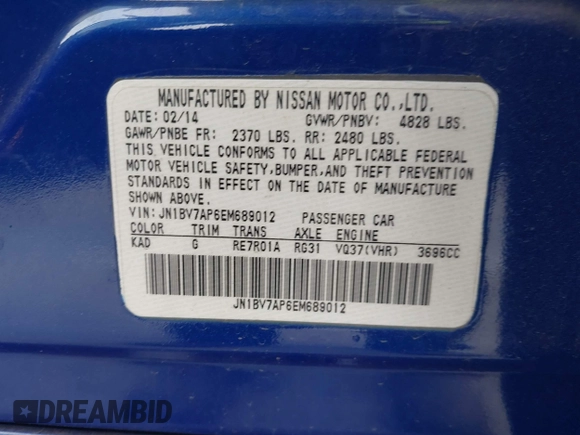 MANUFACTURED BY NISSAN MOTOR CO.,LTD.
DATE: 02/14 GVWR/PNBV: 4828 LBS.
GAWR/PNBE FR: 2370 LBS. RR: 2480 LBS.
THIS VEHICLE CONFORMS TO ALL APPLICABLE FEDERAL
MOTOR VEHICLE SAFETY,BUMPER,AND THEFT PREVENTION
STANDARDS IN EFFECT ON THE DATE OF MANUFACTURE
SHOWN ABOVE.
VIN: JN1BV7AP6EM689012 PASSENGER CAR
COLOR TRIM TRANS AXLE ENGINE
KAD G RE7R01A RG31 VQ37(VHR) 3696CC
JN1BV7AP6EM689012
DREAMBID